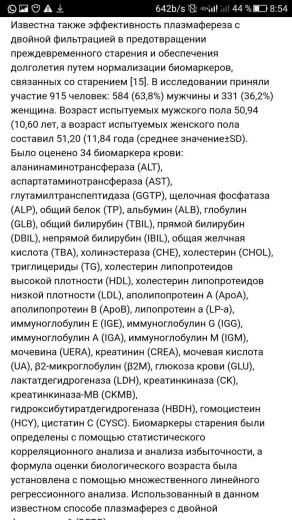 642b/s 44 % 8:54
Известна также эффективность плазмафереза с
двойной фильтрацией в предотвращении
преждевременного старения и обеспечения
долголетия путем нормализации биомаркеров,
связанных со старением [15]. В исследовании приняли
участие 915 человек: 584 (63,8%) мужчины и 331 (36,2%)
женщина. Возраст испытуемых мужского пола 50,94
(10,60 лет, а возраст испытуемых женского пола
составил 51,20 (11,84 года (среднее значение±SD).
Было оценено 34 биомаркера крови:
аланинаминотрансфераза (ALT),
аспартатаминотрансфераза (AST),
глутамилтранспептидаза (GGTP), щелочная фосфатаза
(ALP), общий белок (TP), альбумин (ALB), глобулин
(GLB), общий билирубин (TBIL), прямой билирубин
(DBIL), непрямой билирубин (IBIL), общая желчная
кислота (TBA), холинэстераза (CHE), холестерин (CHOL),
триглицериды (TG), холестерин липопротеидов
высокой плотности (HDL), холестерин липопротеидов
низкой плотности (LDL), аполипопротеин А (ApoA),
аполипопротеин В (ApoB), липопротеин а (LP-a),
иммуноглобулин Е (IGE), иммуноглобулин G (IGG),
иммуноглобулин А (IGA), иммуноглобулин М (IGM),
мочевина (UERA), креатинин (CREA), мочевая кислота
(UA), β2-микроглобулин (β2M), глюкоза крови (GLU),
лактатдегидрогеназа (LDH), креатинкиназа (CK),
креатинкиназа-МВ (CKMB),
гидроксибутиратдегидрогеназа (HBDH), гомоцистеин
(HCY), цистатин С (CYSC). Биомаркеры старения были
определены с помощью статистического
корреляционного анализа и анализа избыточности, а
формула оценки биологического возраста была
установлена с помощью множественного линейного
регрессионного анализа. Использованный в данном
известном способе плазмаферез с двойной